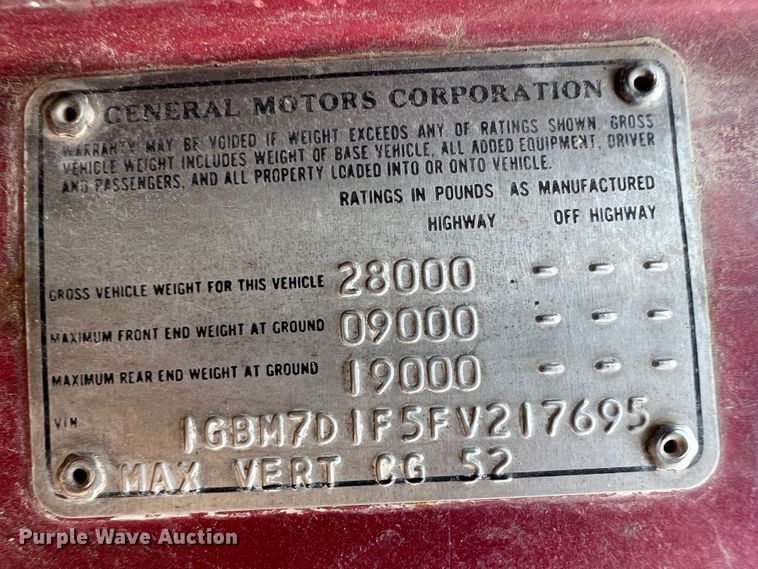 GENERAL MOTORS CORPORATION
WARRANTY MAY BE VOIDED IF WEIGHT EXCEEDS ANY OF RATINGS SHOWN. GROSS
VEHICLE WEIGHT INCLUDES WEIGHT OF BASE VEHICLE, ALL ADDED EQUIPMENT, DRIVER
AND PASSENGERS, AND ALL PROPERTY LOADED INTO OR ONTO VEHICLE.
RATINGS IN POUNDS AS MANUFACTURED
HIGHWAY OFF HIGHWAY
GROSS VEHICLE WEIGHT FOR THIS VEHICLE 28000 - - -
MAXIMUM FRONT END WEIGHT AT GROUND 09000 - - -
MAXIMUM REAR END WEIGHT AT GROUND 19000 - - -
VIN 1GBM7D1F5FV217695
MAX VERT CG 52
Purple Wave Auction